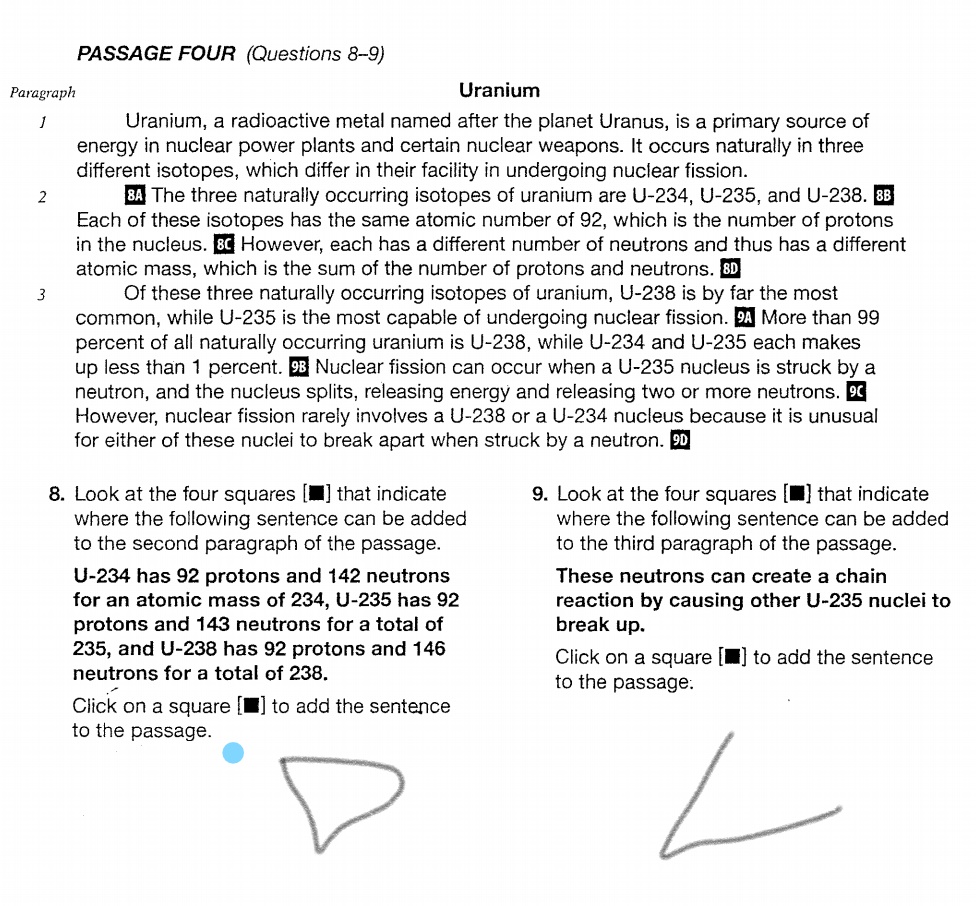 PASSAGE FOUR (Questions 8–9)
Paragraph
Uranium
1 Uranium, a radioactive metal named after the planet Uranus, is a primary source of
energy in nuclear power plants and certain nuclear weapons. It occurs naturally in three
different isotopes, which differ in their facility in undergoing nuclear fission.
2 8A The three naturally occurring isotopes of uranium are U-234, U-235, and U-238. 8B
Each of these isotopes has the same atomic number of 92, which is the number of protons
in the nucleus. 8C However, each has a different number of neutrons and thus has a different
atomic mass, which is the sum of the number of protons and neutrons. 8D
3 Of these three naturally occurring isotopes of uranium, U-238 is by far the most
common, while U-235 is the most capable of undergoing nuclear fission. 9A More than 99
percent of all naturally occurring uranium is U-238, while U-234 and U-235 each makes
up less than 1 percent. 9B Nuclear fission can occur when a U-235 nucleus is struck by a
neutron, and the nucleus splits, releasing energy and releasing two or more neutrons. 9C
However, nuclear fission rarely involves a U-238 or a U-234 nucleus because it is unusual
for either of these nuclei to break apart when struck by a neutron. 9D
8. Look at the four squares [■] that indicate
where the following sentence can be added
to the second paragraph of the passage.
U-234 has 92 protons and 142 neutrons
for an atomic mass of 234, U-235 has 92
protons and 143 neutrons for a total of
235, and U-238 has 92 protons and 146
neutrons for a total of 238.
Click on a square [■] to add the sentence
to the passage.
D
9. Look at the four squares [■] that indicate
where the following sentence can be added
to the third paragraph of the passage.
These neutrons can create a chain
reaction by causing other U-235 nuclei to
break up.
Click on a square [■] to add the sentence
to the passage.